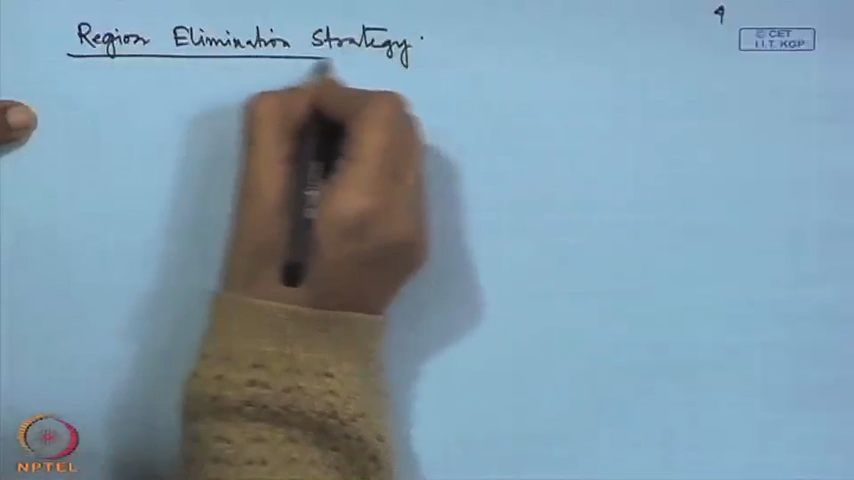 Region Elimination Strategy.
4
© CET
I.I.T. KGP
NPTEL